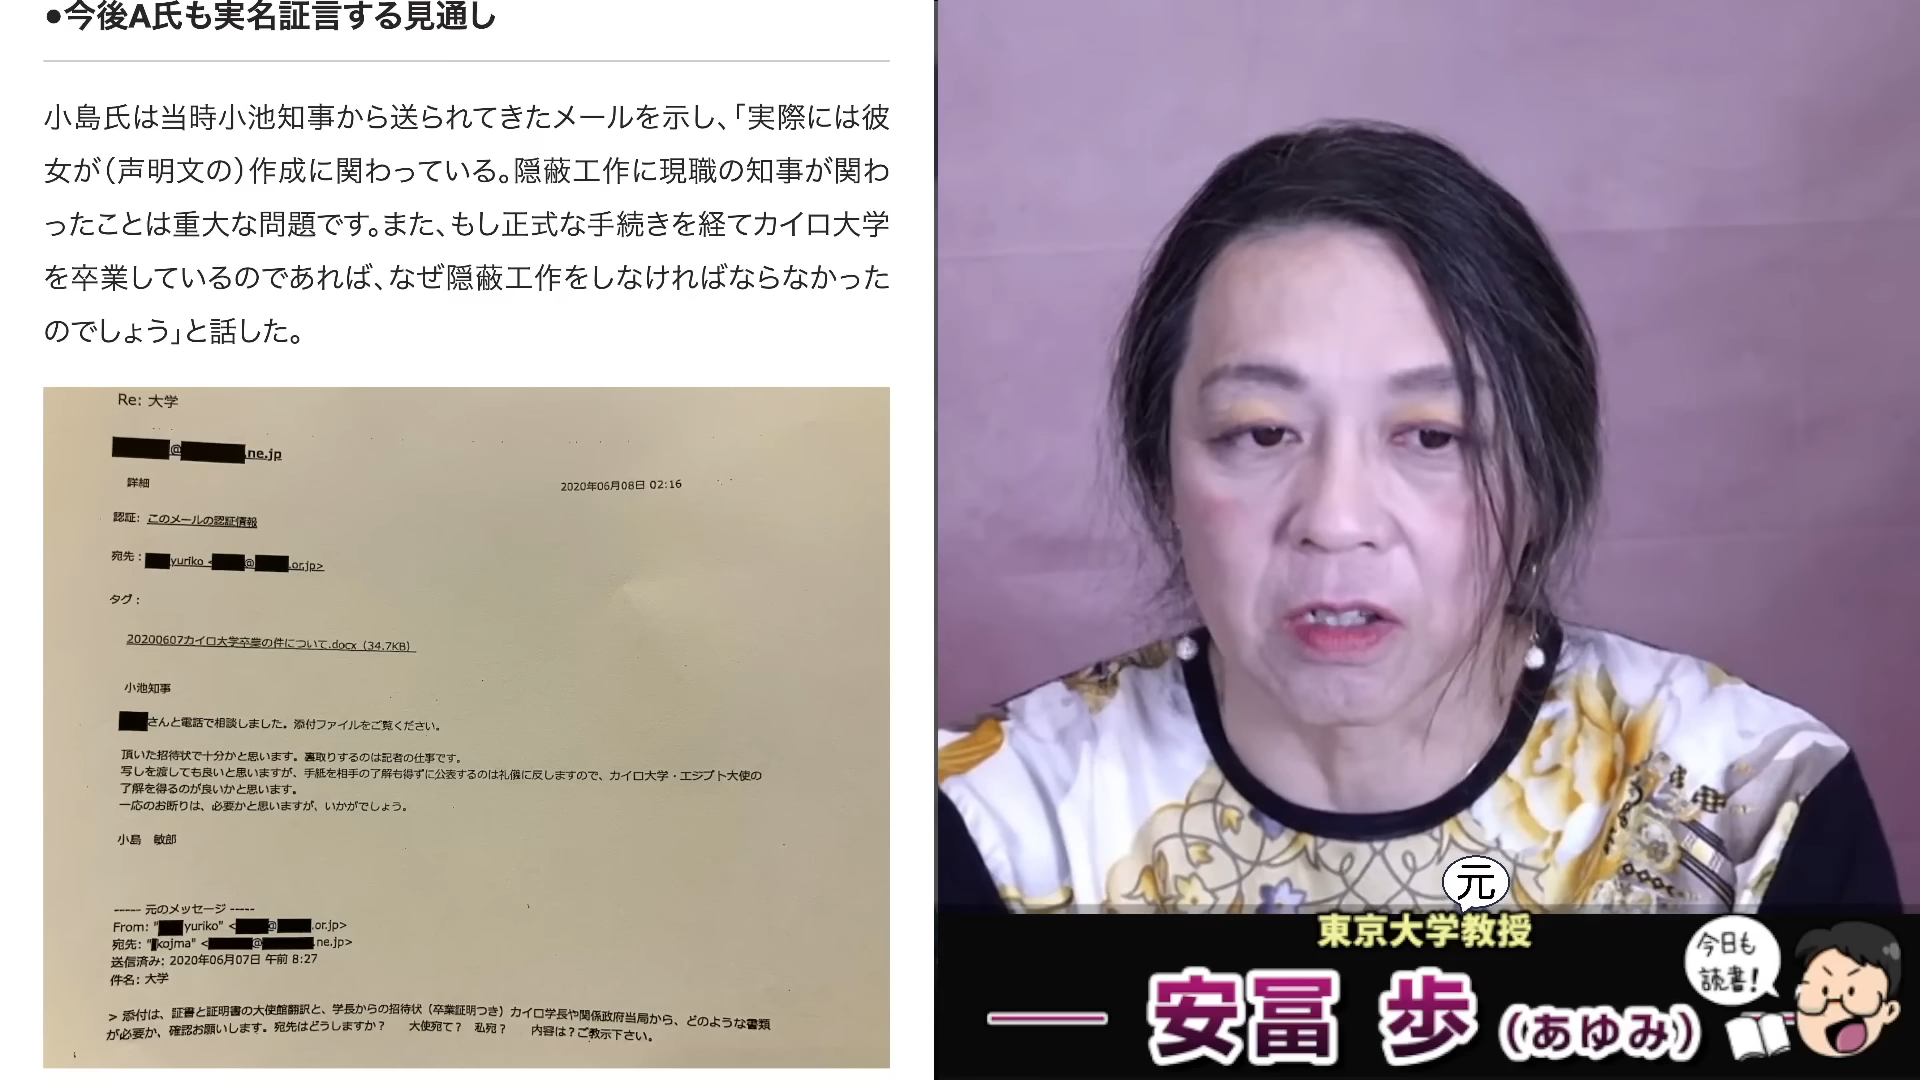 ●今後A氏も実名証言する見通し
小島氏は当時小池知事から送られてきたメールを示し、「実際には彼
女が（声明文の）作成に関わっている。隠蔽工作に現職の知事が関わ
ったことは重大な問題です。また、もし正式な手続きを経てカイロ大学
を卒業しているのであれば、なぜ隠蔽工作をしなければならなかった
のでしょう」と話した。
Re: 大学
@ .ne.jp
詳細
2020年06月08日 02:16
認証: このメールの認証情報
宛先: yuriko < @ .or.jp>
タグ:
20200607カイロ大学卒業の件について.docx（34.7KB）
小池知事
さんと電話で相談しました。添付ファイルをご覧ください。
頂いた招待状で十分かと思います。裏取りするのは記者の仕事です。
写しを渡しても良いと思いますが、手紙を相手の了解も得ずに公表するのは礼儀に反しますので、カイロ大学・エジプト大使の
了解を得るのが良いかと思います。
一応のお断りは、必要かと思いますが、いかがでしょう。
小島 敏郎
----- 元のメッセージ -----
From: " yuriko" < @ .or.jp>
宛先: " kojma" < @ .ne.jp>
送信済み: 2020年06月07日 午前 8:27
件名: 大学
> 添付は、証書と証明書の大使館翻訳と、学長からの招待状（卒業証明つき）カイロ学長や関係政府当局から、どのような書類
が必要か、確認お願いします。宛先はどうしますか？ 大使宛て？ 私宛？ 内容は？ご教示下さい。
元
東京大学教授
安冨 歩（あゆみ）
今日も
読書！